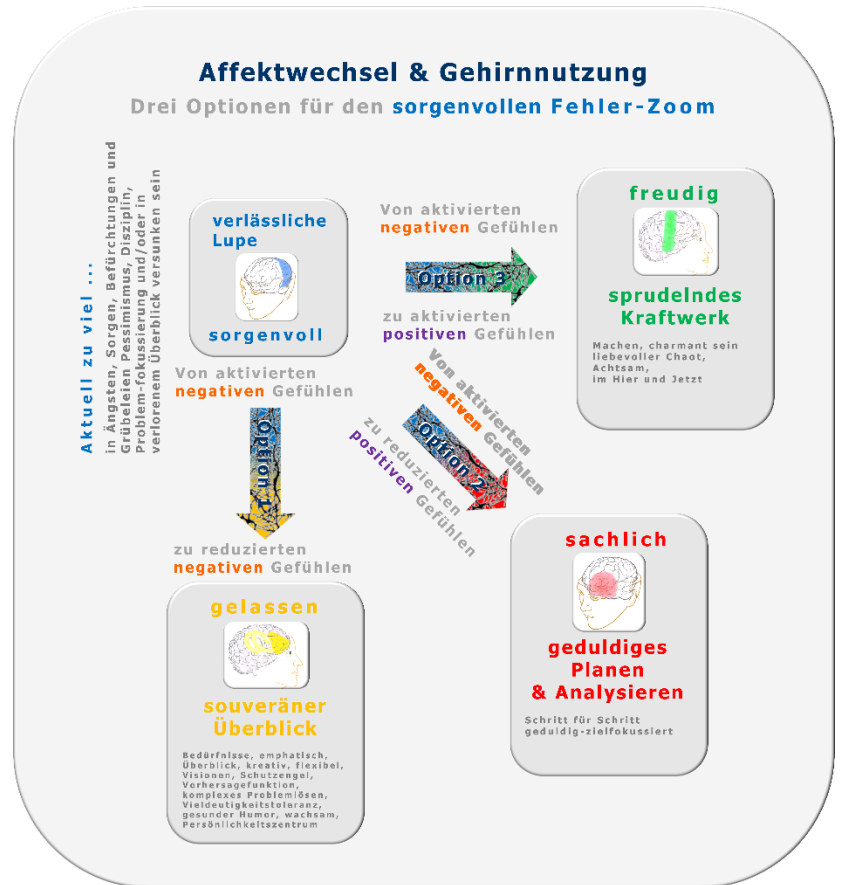 Affektwechsel & Gehirnnutzung
Drei Optionen für den sorgenvollen Fehler-Zoom
Aktuell zu viel ...
in Ängsten, Sorgen, Befürchtungen und
Grübeleien Pessimismus, Disziplin,
Problem-fokussierung und/oder in
verlorenem Überblick versunken sein
verlässliche
Lupe
sorgenvoll
Von aktivierten
negativen Gefühlen
Option 3
zu aktivierten
positiven Gefühlen
freudig
sprudelndes
Kraftwerk
Machen, charmant sein
liebevoller Chaot,
Achtsam,
im Hier und Jetzt
Von aktivierten
negativen Gefühlen
Option 1
zu reduzierten
negativen Gefühlen
Von aktivierten
negativen Gefühlen
Option 2
zu reduzierten
positiven Gefühlen
gelassen
souveräner
Überblick
Bedürfnisse, emphatisch,
Überblick, kreativ, flexibel,
Visionen, Schutzengel,
Vorhersagefunktion,
komplexes Problemlösen,
Vieldeutigkeitstoleranz,
gesunder Humor, wachsam,
Persönlichkeitszentrum
sachlich
geduldiges
Planen
& Analysieren
Schritt für Schritt
geduldig-zielfokussiert